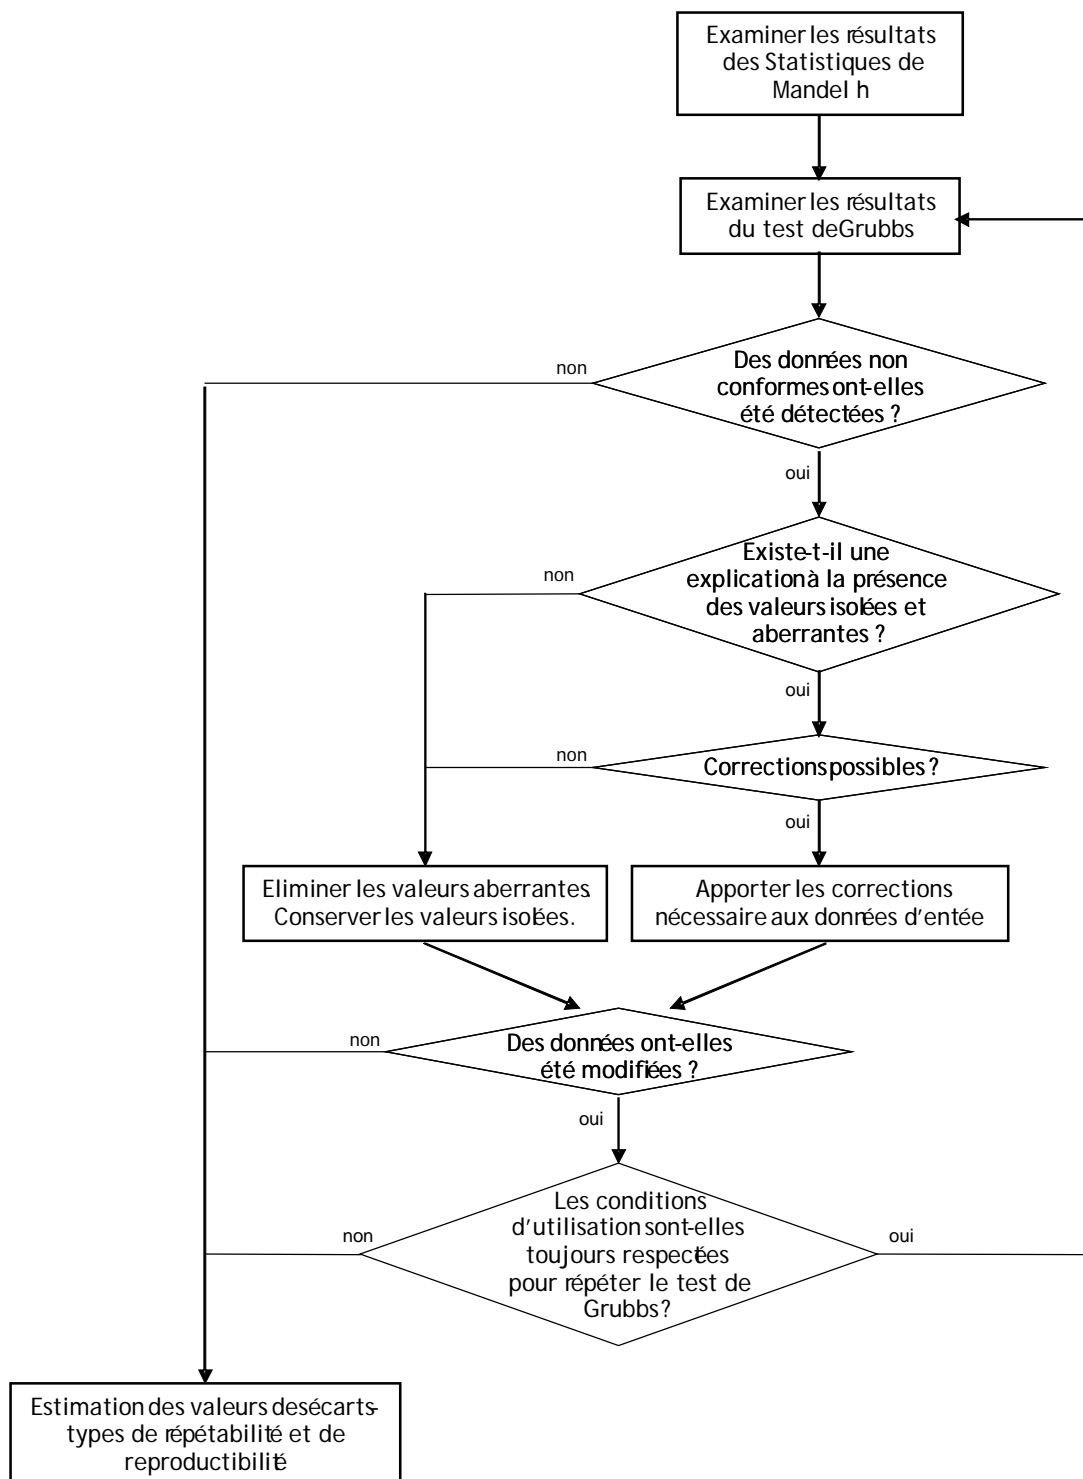 Examiner les résultats
des Statistiques de
Mandel h
Examiner les résultats
du test deGrubbs
Des données non
conformes ont-elles
été détectées ?
non
oui
Existe-t-il une
explication à la présence
des valeurs isolées et
aberrantes ?
non
oui
Corrections possibles ?
non
oui
Eliminer les valeurs aberrantes.
Conserver les valeurs isolées.
Apporter les corrections
nécessaire aux données d'entée
Des données ont-elles
été modifiées ?
non
oui
Les conditions
d'utilisation sont-elles
toujours respectées
pour répéter le test de
Grubbs?
non
oui
Estimation des valeurs des écarts-
types de répétabilité et de
reproductibilité